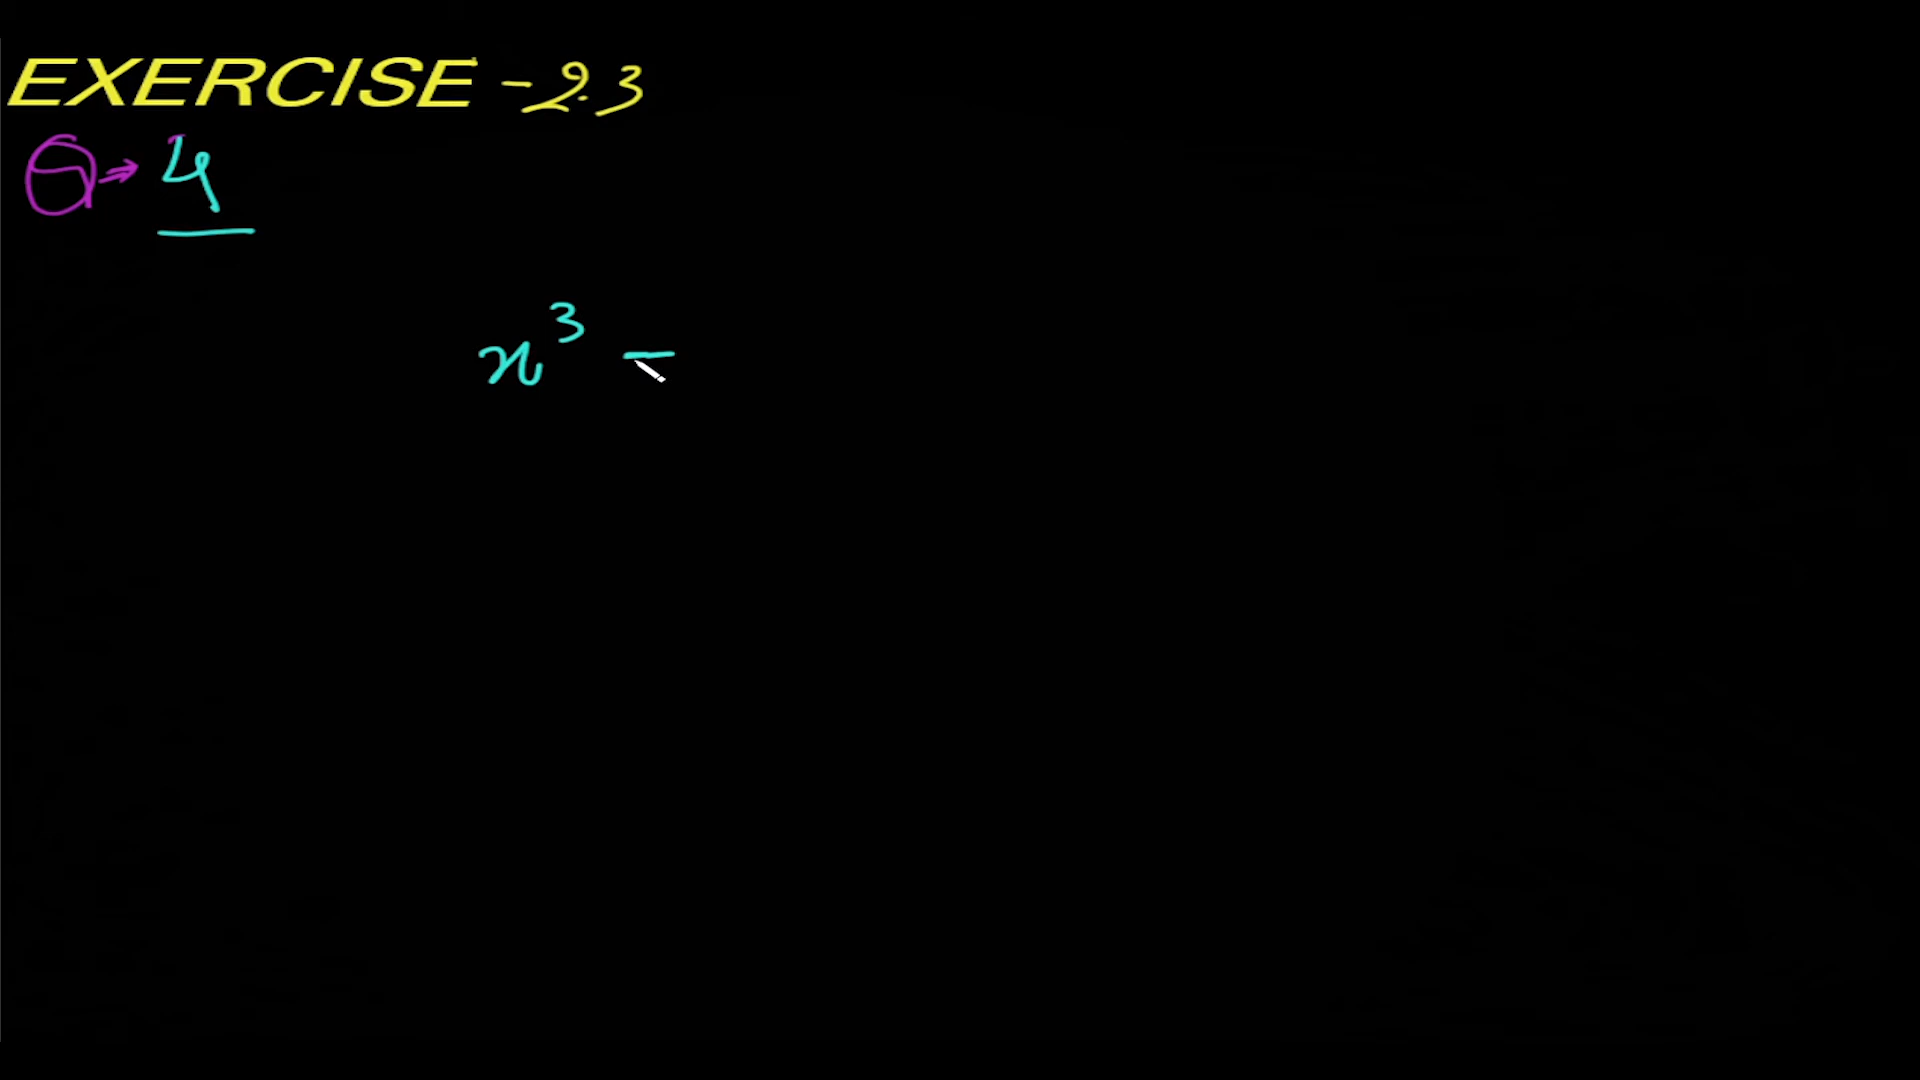 EXERCISE - 2.3
Q → 4
x³ -